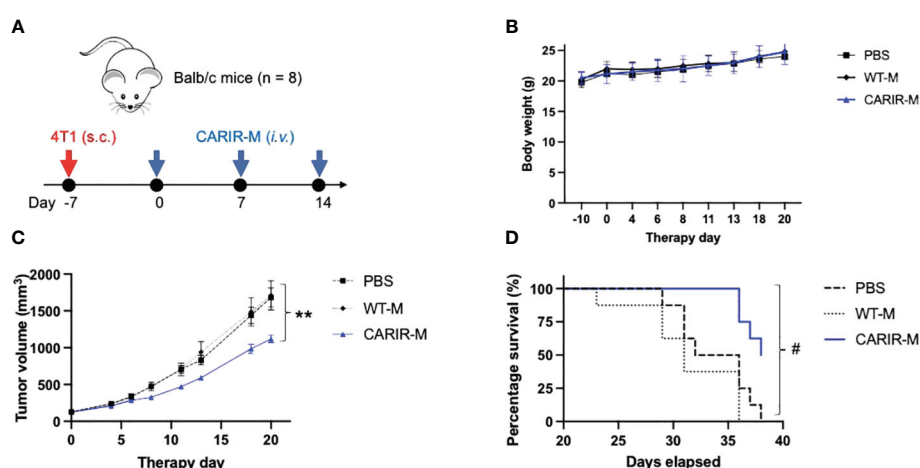 A
Balb/c mice (n = 8)
4T1 (s.c.) CARIR-M (i.v.)
Day -7 0 7 14
B
Body weight (g)
25
20
15
10
5
0
-10 0 4 6 8 11 13 18 20
Therapy day
PBS
WT-M
CARIR-M
C
Tumor volume (mm³)
2000
1500
1000
500
0
0 5 10 15 20
Therapy day
PBS
WT-M
CARIR-M
**
D
Percentage survival (%)
100
75
50
25
0
20 30 40
Days elapsed
PBS
WT-M
CARIR-M
#